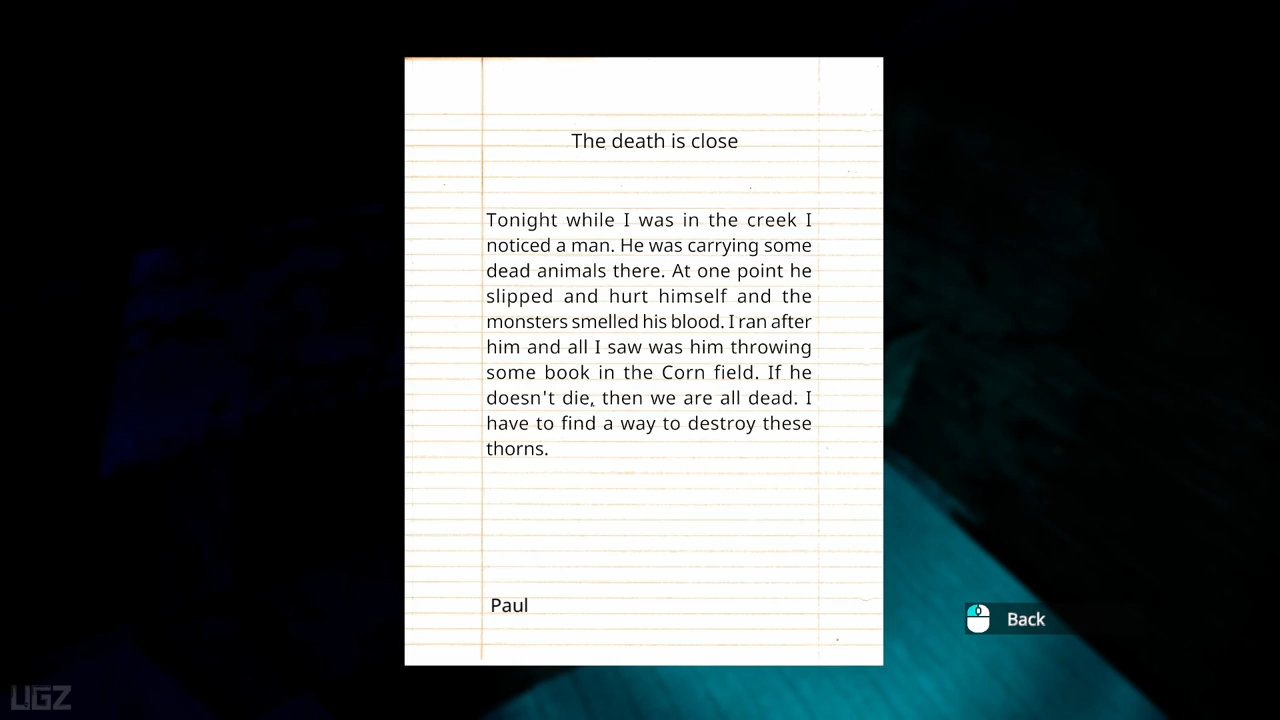 The death is close
Tonight while I was in the creek I
noticed a man. He was carrying some
dead animals there. At one point he
slipped and hurt himself and the
monsters smelled his blood. I ran after
him and all I saw was him throwing
some book in the Corn field. If he
doesn't die, then we are all dead. I
have to find a way to destroy these
thorns.
Paul
Back
UGZ